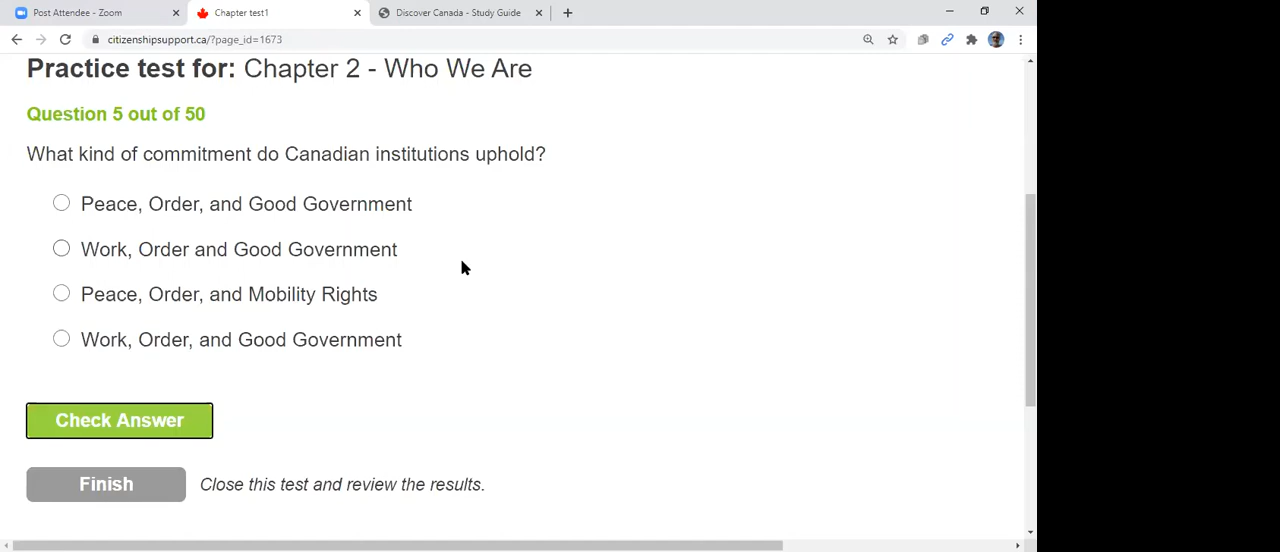 Post Attendee - Zoom
Chapter test1
Discover Canada - Study Guide
citizenshipsupport.ca/?page_id=1673
Practice test for: Chapter 2 - Who We Are
Question 5 out of 50
What kind of commitment do Canadian institutions uphold?
Peace, Order, and Good Government
Work, Order and Good Government
Peace, Order, and Mobility Rights
Work, Order, and Good Government
Check Answer
Finish Close this test and review the results.